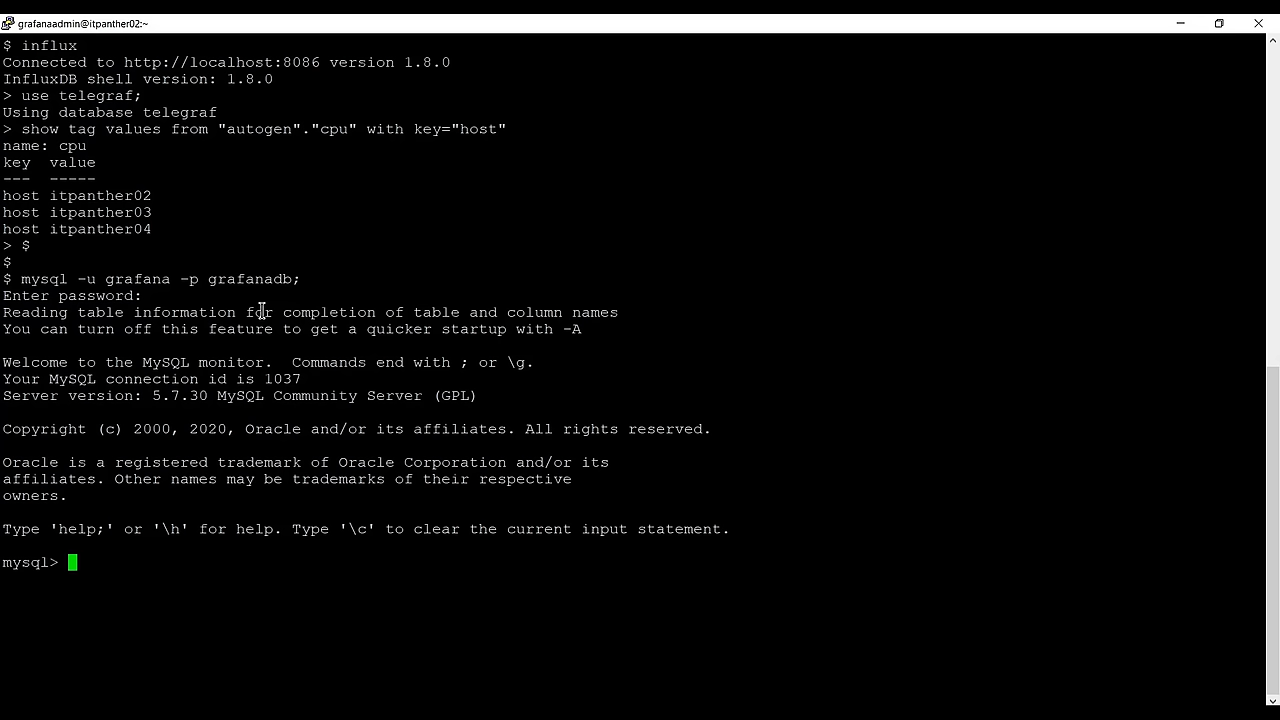 grafanaadmin@itpanther02:~
$ influx
Connected to http://localhost:8086 version 1.8.0
InfluxDB shell version: 1.8.0
> use telegraf;
Using database telegraf
> show tag values from "autogen"."cpu" with key="host"
name: cpu
key  value
---  -----
host itpanther02
host itpanther03
host itpanther04
> $
$
$ mysql -u grafana -p grafanadb;
Enter password:
Reading table information for completion of table and column names
You can turn off this feature to get a quicker startup with -A
Welcome to the MySQL monitor.  Commands end with ; or \g.
Your MySQL connection id is 1037
Server version: 5.7.30 MySQL Community Server (GPL)
Copyright (c) 2000, 2020, Oracle and/or its affiliates. All rights reserved.
Oracle is a registered trademark of Oracle Corporation and/or its
affiliates. Other names may be trademarks of their respective
owners.
Type 'help;' or '\h' for help. Type '\c' to clear the current input statement.
mysql>